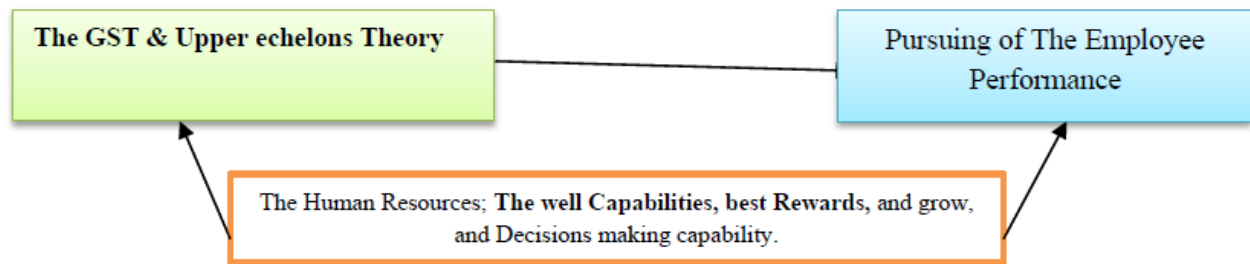 The GST & Upper echelons Theory
Pursuing of The Employee
Performance
The Human Resources; The well Capabilities, best Rewards, and grow,
and Decisions making capability.